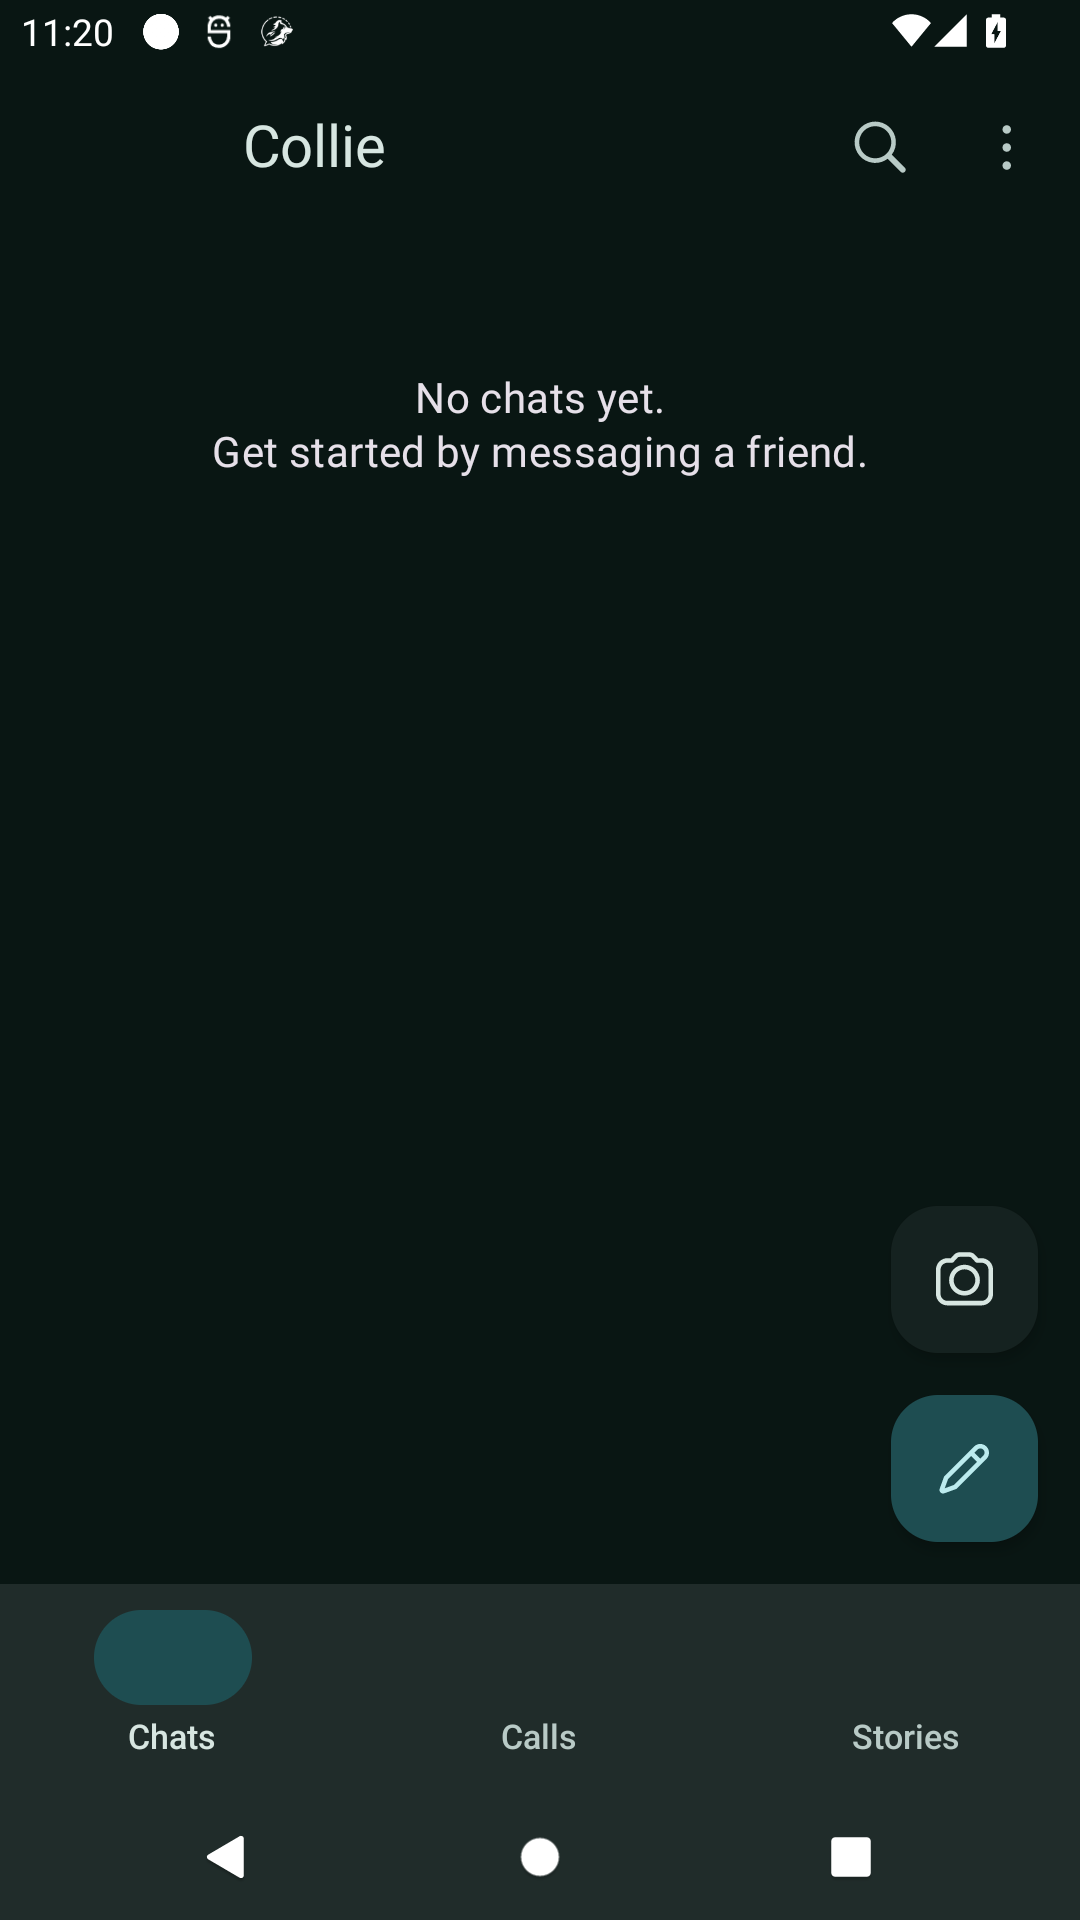 11:20
Collie
No chats yet.
Get started by messaging a friend.
Chats
Calls
Stories